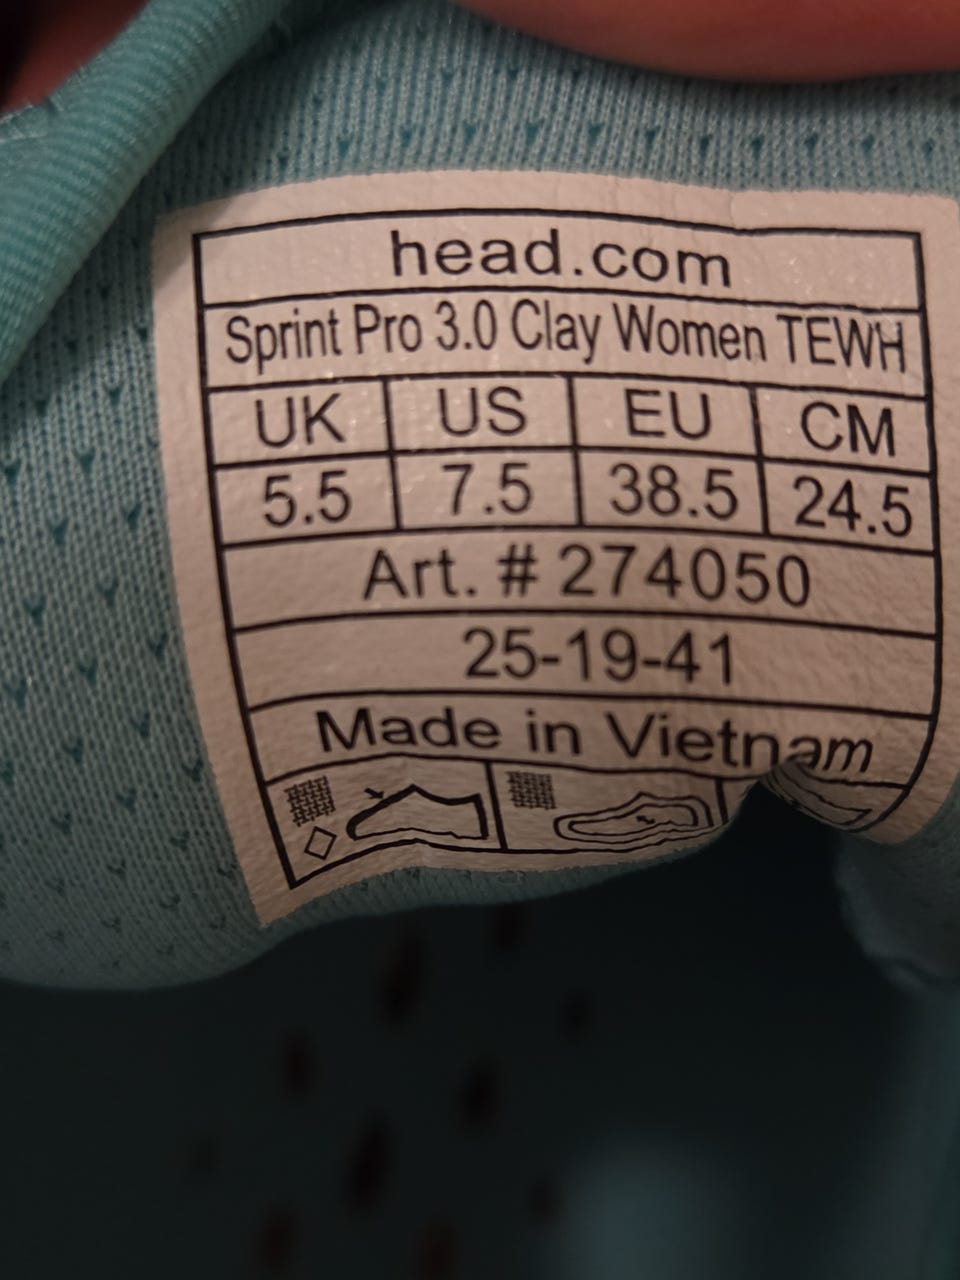 head.com
Sprint Pro 3.0 Clay Women TEWH
UK US EU CM
5.5 7.5 38.5 24.5
Art. # 274050
25-19-41
Made in Vietnam